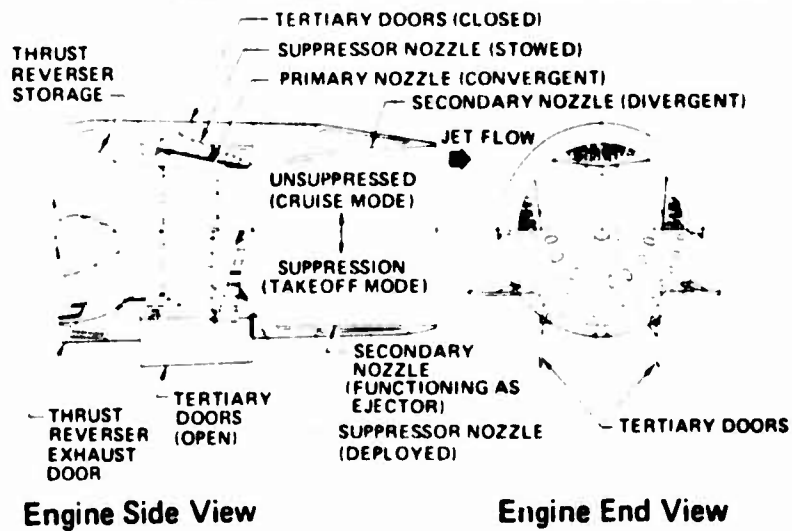 TERTIARY DOORS (CLOSED)
SUPPRESSOR NOZZLE (STOWED)
PRIMARY NOZZLE (CONVERGENT)
SECONDARY NOZZLE (DIVERGENT)
THRUST
REVERSER
STORAGE
JET FLOW
UNSUPPRESSED
(CRUISE MODE)
SUPPRESSION
(TAKEOFF MODE)
SECONDARY
NOZZLE
(FUNCTIONING AS
EJECTOR)
SUPPRESSOR NOZZLE
(DEPLOYED)
TERTIARY
DOORS
(OPEN)
THRUST
REVERSER
EXHAUST
DOOR
TERTIARY DOORS
Engine Side View
Engine End View